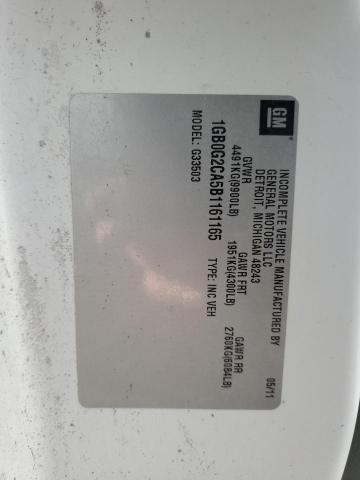 GM
INCOMPLETE VEHICLE MANUFACTURED BY
GENERAL MOTORS LLC
DETROIT, MICHIGAN 48243
05/11
GVWR GAWR FRT GAWR RR
4491KG(9900LB) 1951KG(4300LB) 2760KG(6084LB)
1GB0G2CA5B1161165 TYPE: INC VEH
MODEL: G33503